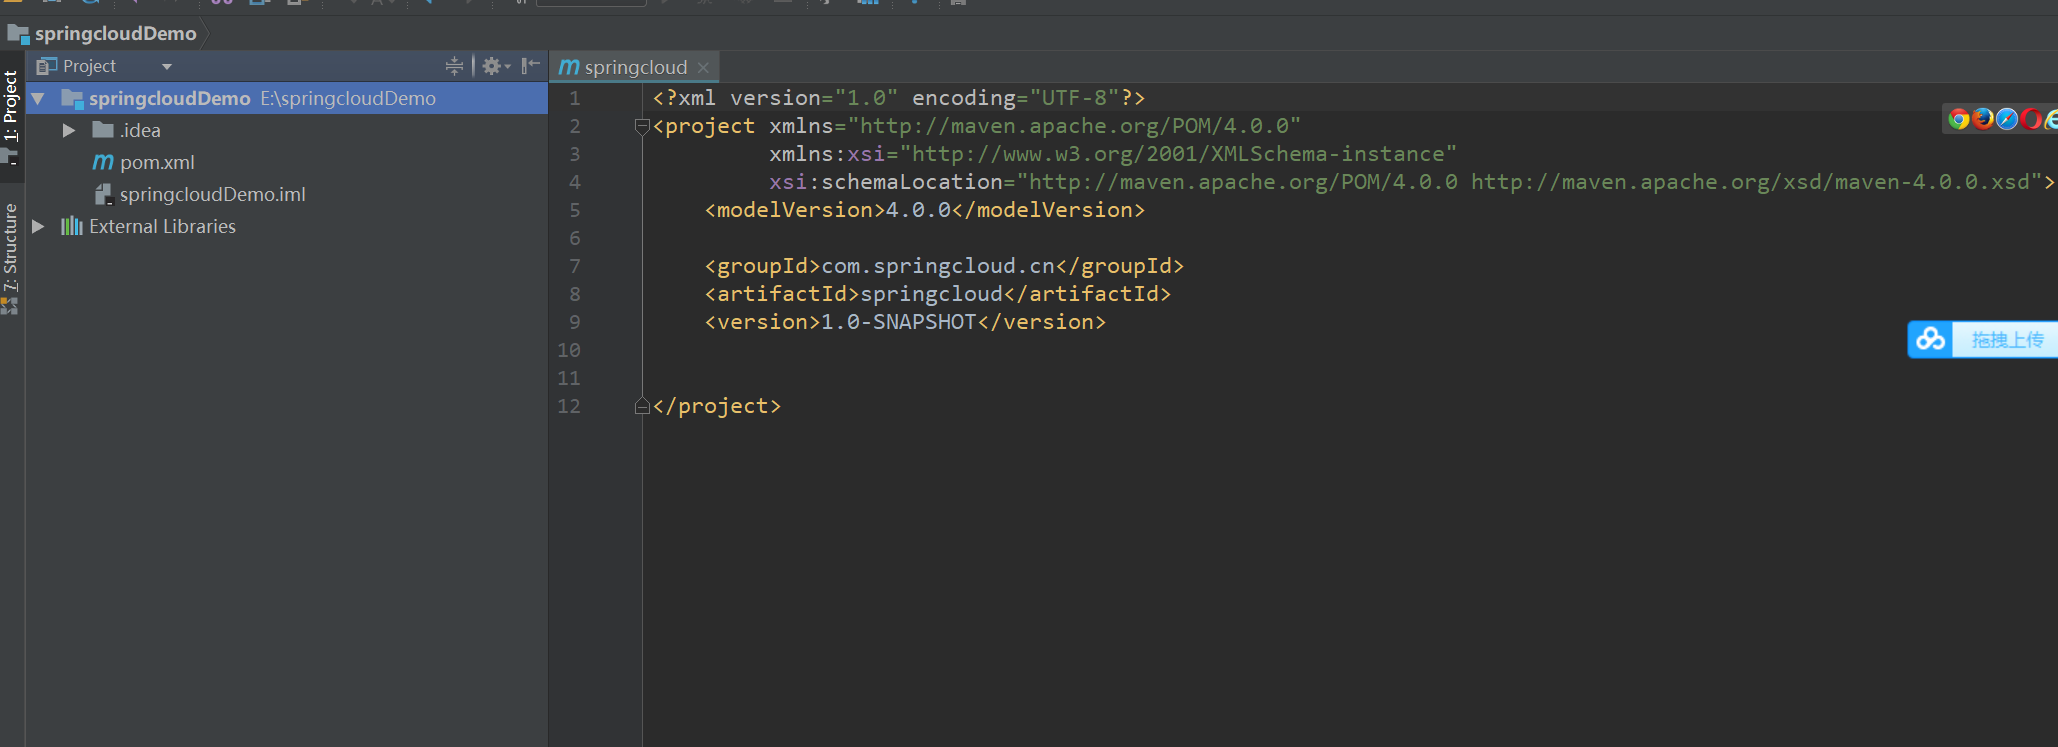 springcloudDemo
1: Project
7: Structure
Project
springcloudDemo E:\springcloudDemo
.idea
pom.xml
springcloudDemo.iml
External Libraries
springcloud
1 <?xml version="1.0" encoding="UTF-8"?>
2 <project xmlns="http://maven.apache.org/POM/4.0.0"
3 xmlns:xsi="http://www.w3.org/2001/XMLSchema-instance"
4 xsi:schemaLocation="http://maven.apache.org/POM/4.0.0 http://maven.apache.org/xsd/maven-4.0.0.xsd">
5 <modelVersion>4.0.0</modelVersion>
6
7 <groupId>com.springcloud.cn</groupId>
8 <artifactId>springcloud</artifactId>
9 <version>1.0-SNAPSHOT</version>
10
11
12 </project>
拖拽上传